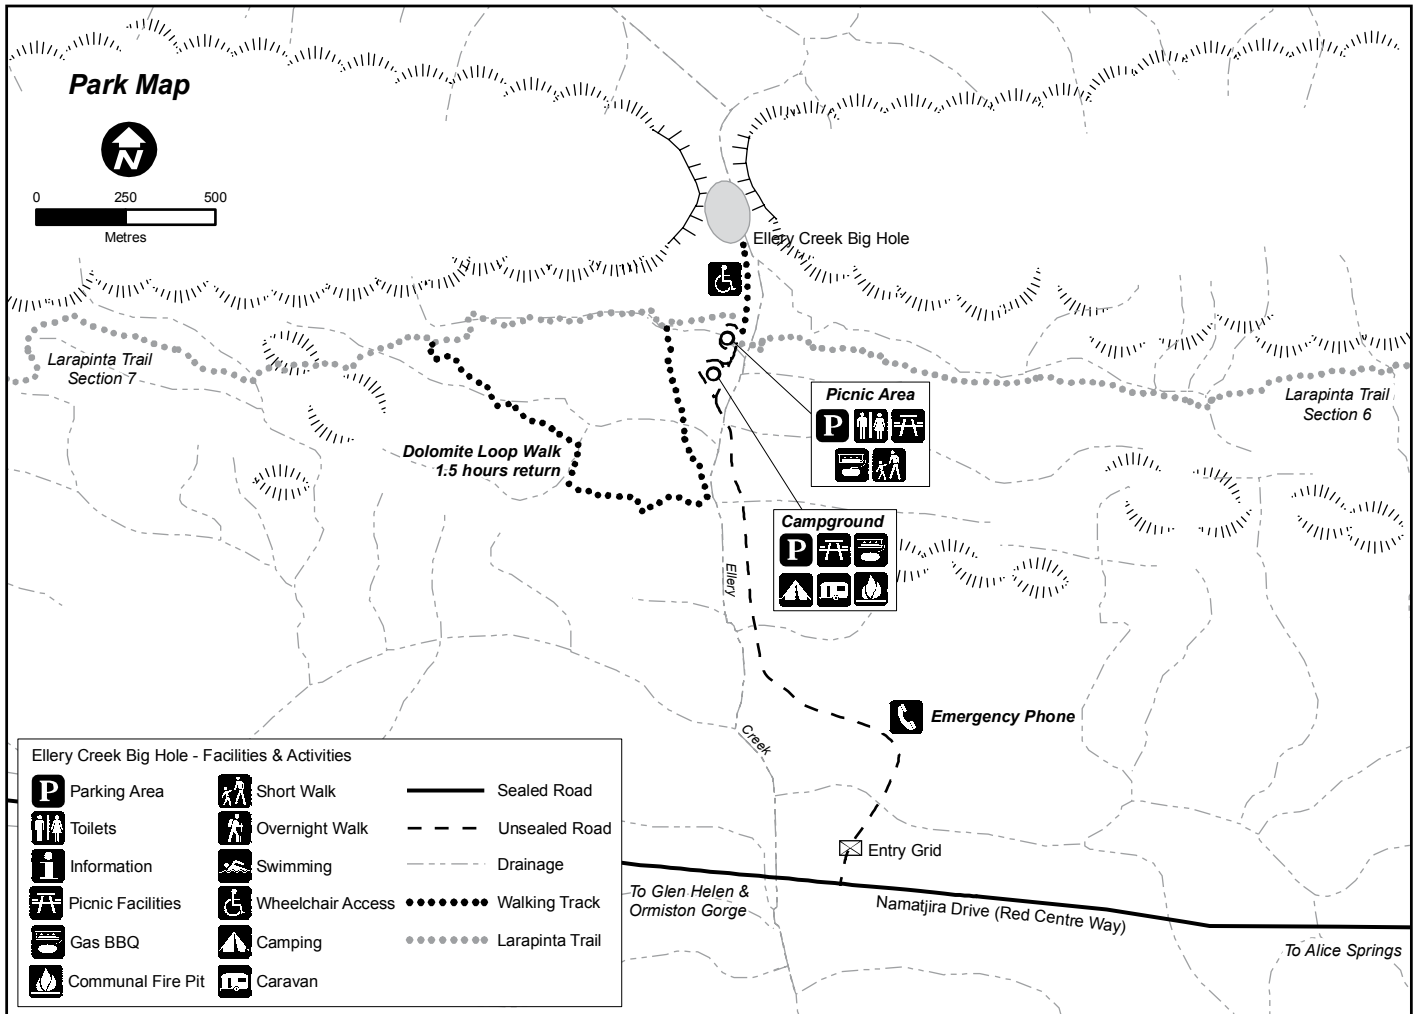 Park Map
N
0 250 500
Metres
Ellery Creek Big Hole
Larapinta Trail
Section 7
Larapinta Trail
Section 6
Picnic Area
P
Dolomite Loop Walk
1.5 hours return
Campground
P
Ellery
Creek
Emergency Phone
Entry Grid
To Glen Helen &
Ormiston Gorge
Namatjira Drive (Red Centre Way)
To Alice Springs
Ellery Creek Big Hole - Facilities & Activities
P Parking Area
Toilets
i Information
Picnic Facilities
Gas BBQ
Communal Fire Pit
Short Walk
Overnight Walk
Swimming
Wheelchair Access
Camping
Caravan
Sealed Road
Unsealed Road
Drainage
Walking Track
Larapinta Trail